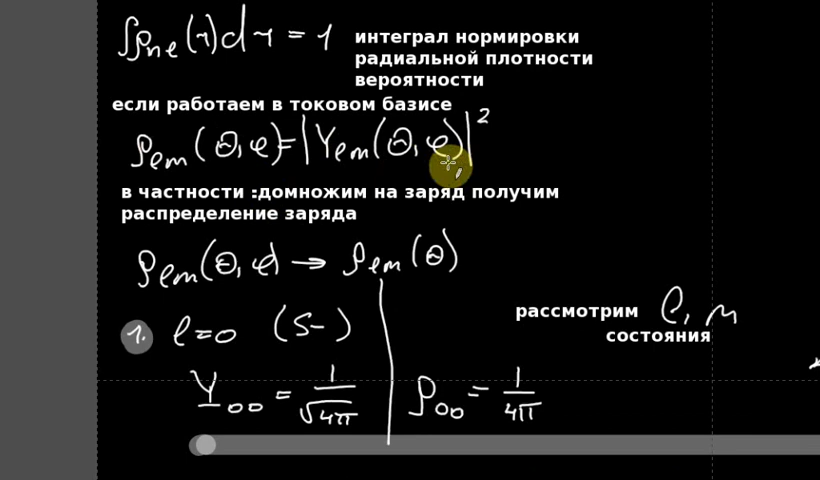 ∫ρnℓ(r)dr = 1
интеграл нормировки
радиальной плотности
вероятности
если работаем в токовом базисе
ρℓm(θ,φ)=|Yℓm(θ,φ)|²
в частности :домножим на заряд получим
распределение заряда
ρℓm(θ,φ) → ρℓm(θ)
рассмотрим ℓ, m
состояния
1. ℓ=0 (S-)
Y₀₀ = 1/√4π
ρ₀₀ = 1/4π